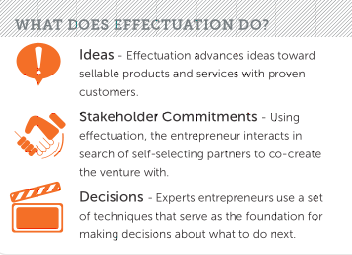 WHAT DOES EFFECTUATION DO?
Ideas - Effectuation advances ideas toward
sellable products and services with proven
customers.
Stakeholder Commitments - Using
effectuation, the entrepreneur interacts in
search of self-selecting partners to co-create
the venture with.
Decisions - Experts entrepreneurs use a set
of techniques that serve as the foundation for
making decisions about what to do next.